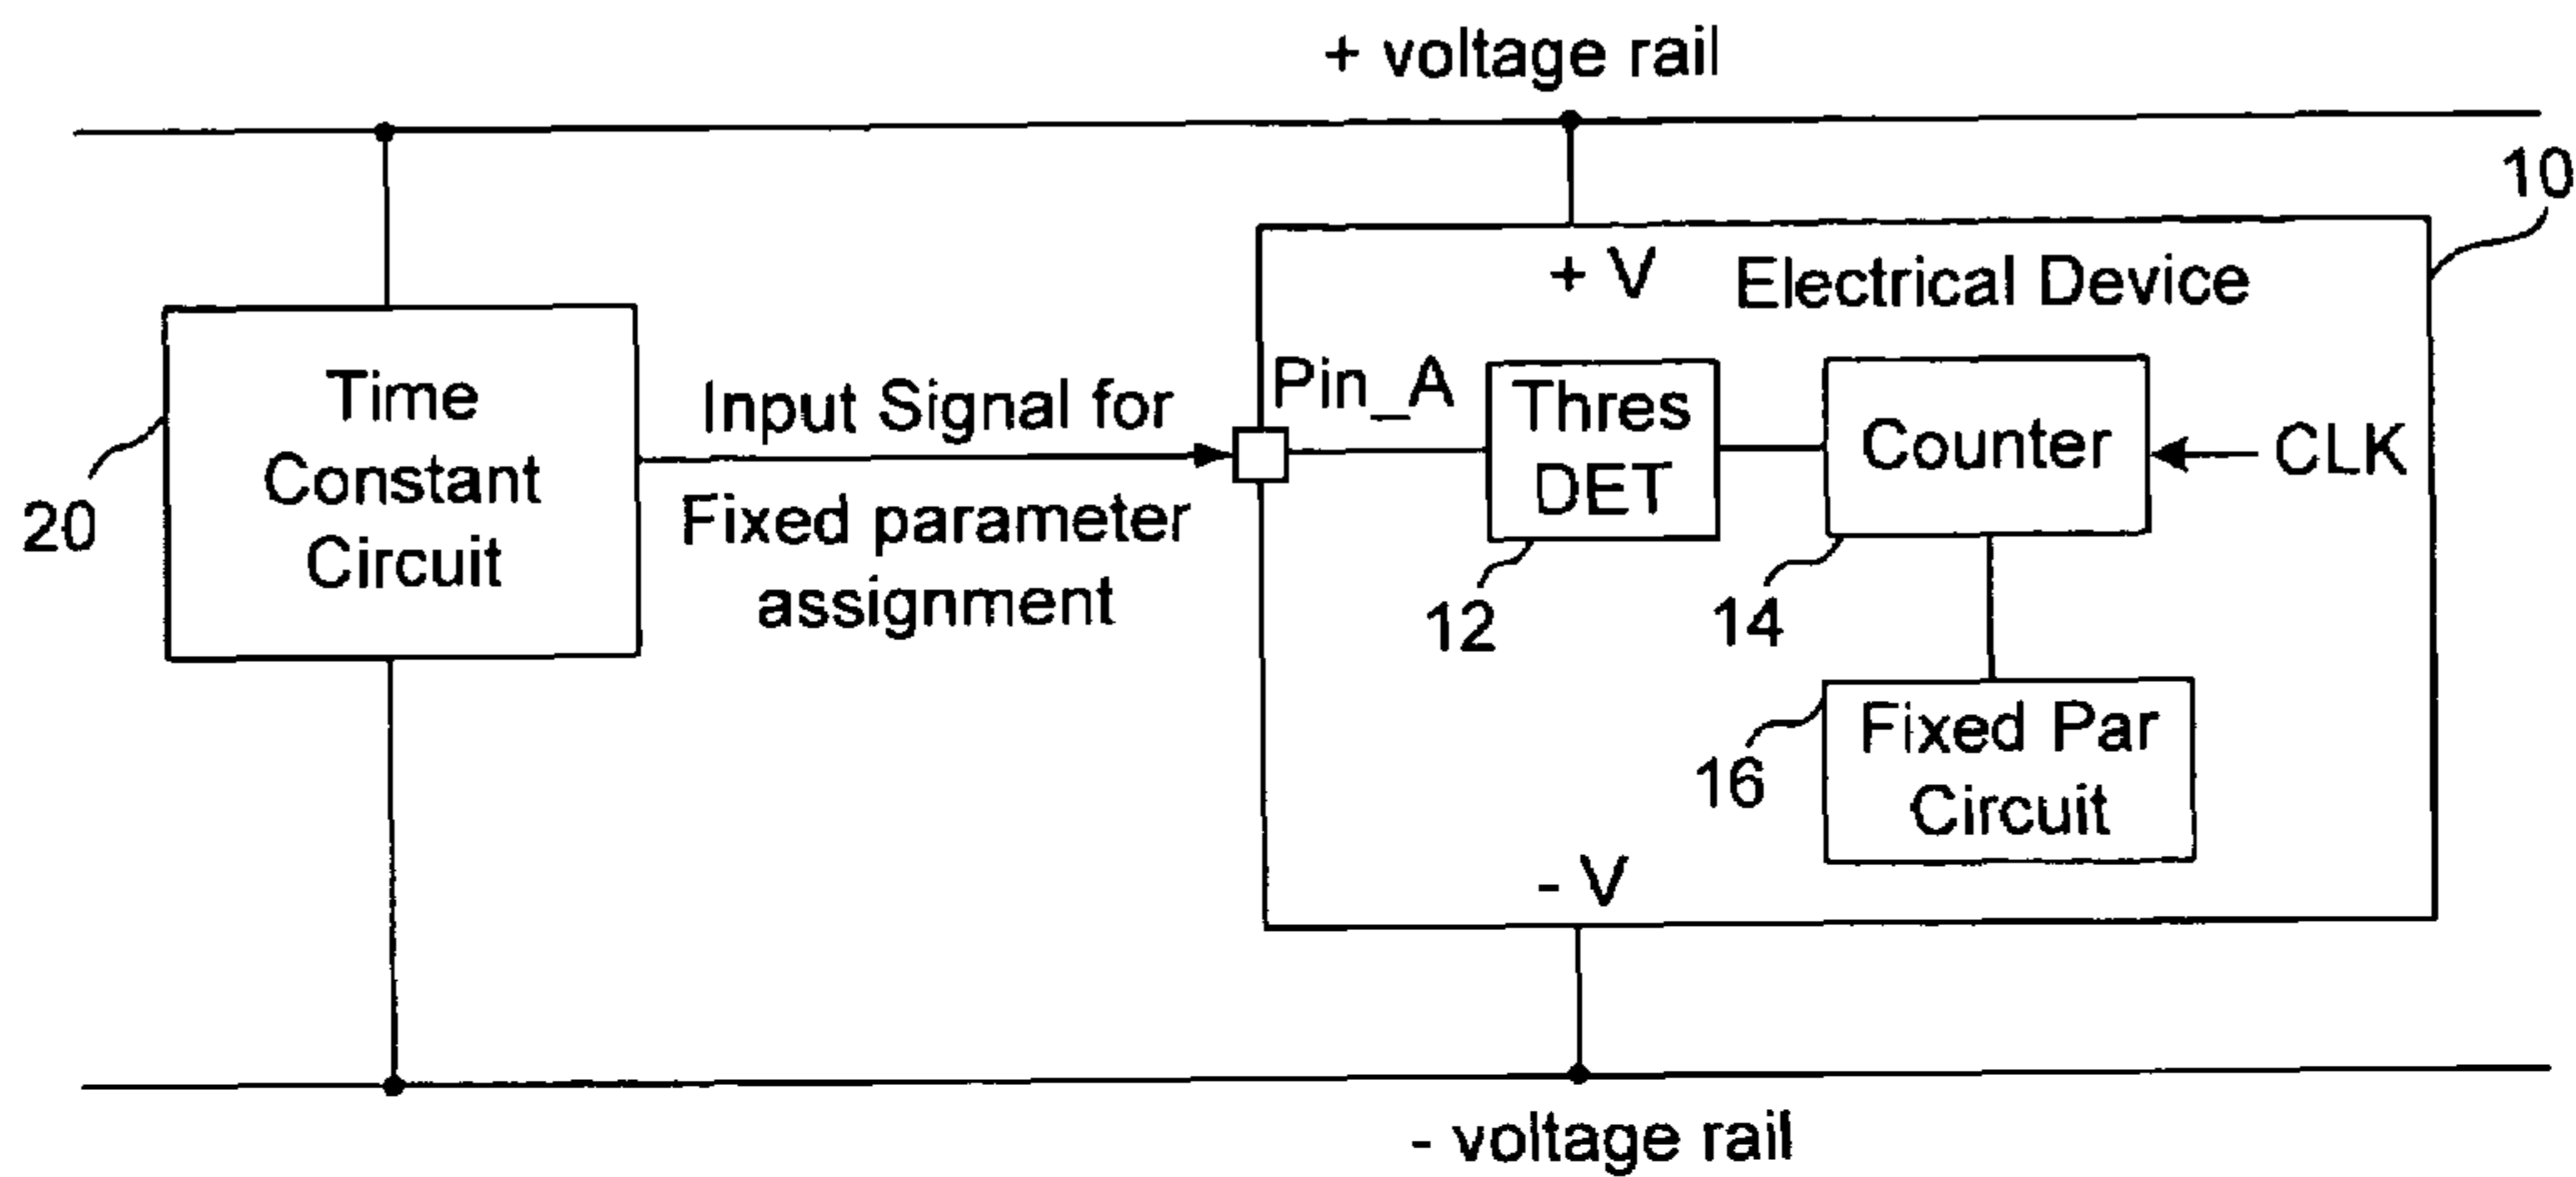 + voltage rail
10
+ V
Electrical Device
Time
Constant
Circuit
20
Input Signal for
Fixed parameter
assignment
Pin_A
Thres
DET
12
Counter
14
CLK
Fixed Par
Circuit
16
- V
- voltage rail